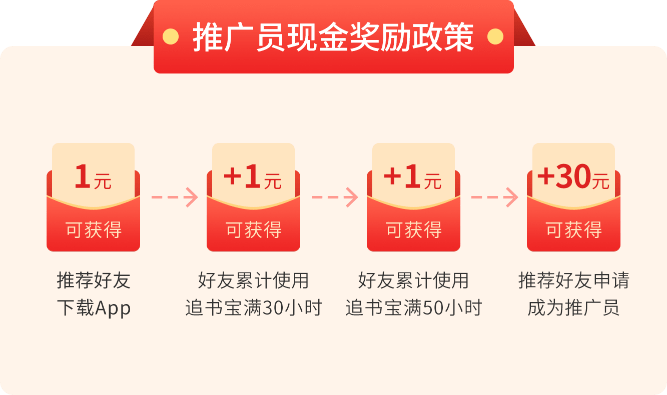 推广员现金奖励政策
1元
可获得
推荐好友
下载App
+1元
可获得
好友累计使用
追书宝满30小时
+1元
可获得
好友累计使用
追书宝满50小时
+30元
可获得
推荐好友申请
成为推广员